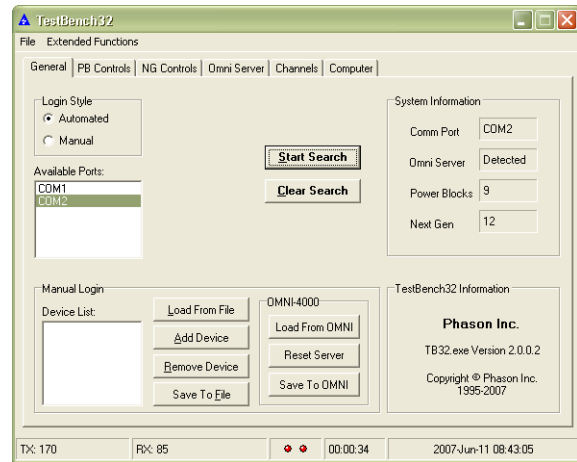 TestBench32
File Extended Functions
General PB Controls NG Controls Omni Server Channels Computer
Login Style
Automated
Manual
Available Ports:
COM1
COM2
Start Search
Clear Search
System Information
Comm Port COM2
Omni Server Detected
Power Blocks 9
Next Gen 12
Manual Login
Device List:
Load From File
Add Device
Remove Device
Save To File
OMNI-4000
Load From OMNI
Reset Server
Save To OMNI
TestBench32 Information
Phason Inc.
TB32.exe Version 2.0.0.2
Copyright © Phason Inc.
1995-2007
TX: 170 RX: 85 00:00:34 2007-Jun-11 08:43:05